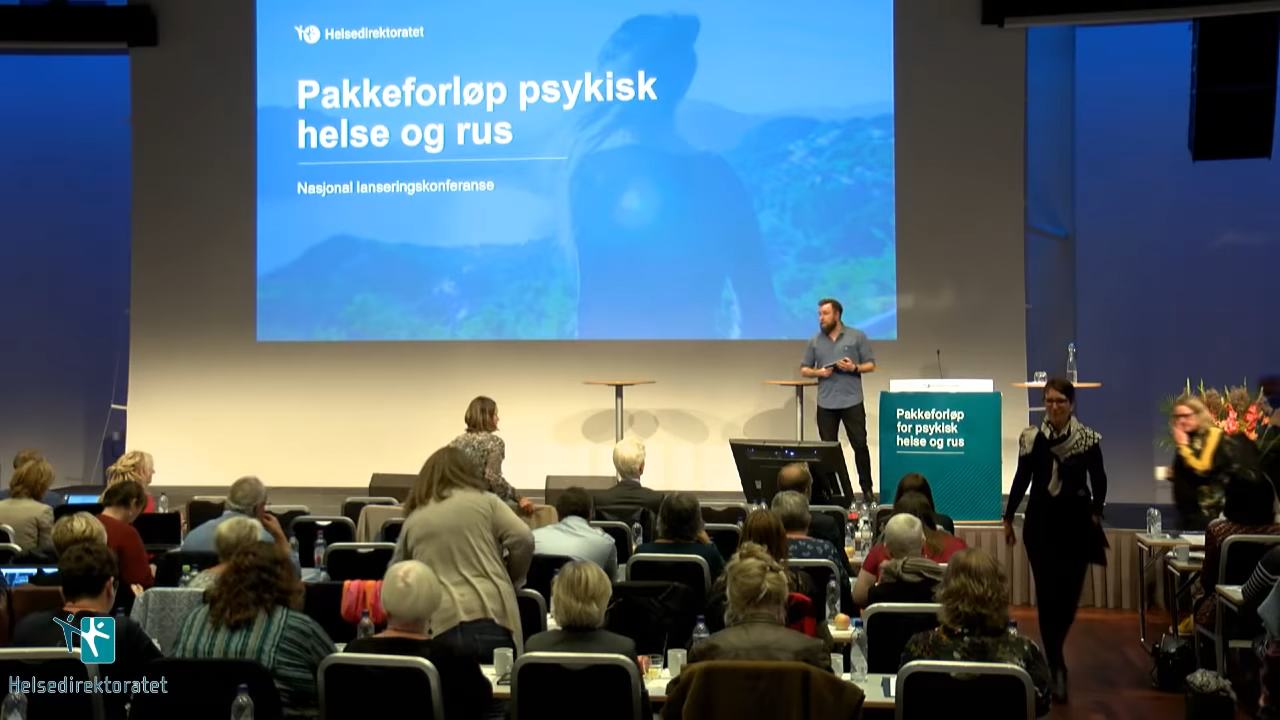 Helsedirektoratet
Pakkeforløp psykisk
helse og rus
Nasjonal lanseringskonferanse
Pakkeforløp
for psykisk
helse og rus
Helsedirektoratet